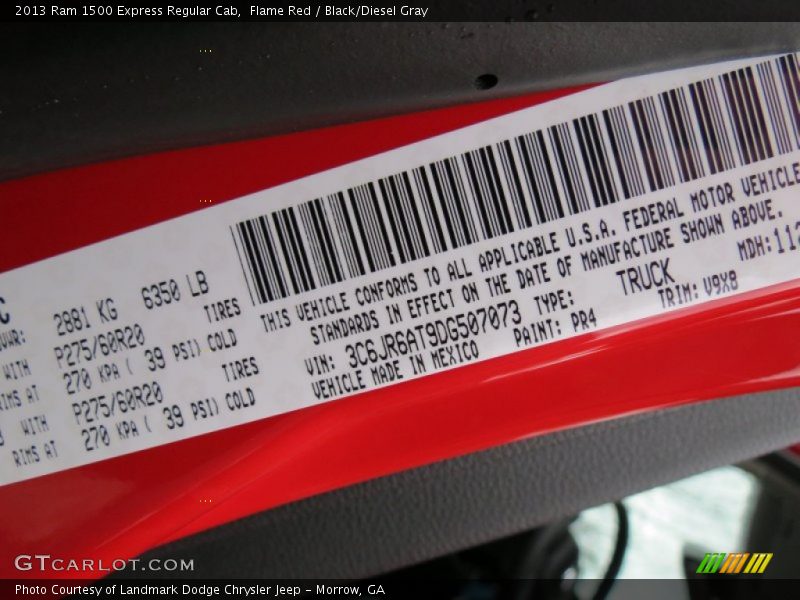 2013 Ram 1500 Express Regular Cab,  Flame Red / Black/Diesel Gray
2881 KG 6350 LB
WITH P275/60R20 TIRES
RIMS AT 270 KPA ( 39 PSI) COLD
WITH P275/60R20 TIRES
RIMS AT 270 KPA ( 39 PSI) COLD
THIS VEHICLE CONFORMS TO ALL APPLICABLE U.S.A. FEDERAL MOTOR VEHICLE
STANDARDS IN EFFECT ON THE DATE OF MANUFACTURE SHOWN ABOVE.
VIN: 3C6JR6AT9DG507073 TYPE: TRUCK MDH: 112
VEHICLE MADE IN MEXICO PAINT: PR4 TRIM: V9X8
GTCARLOT.COM
Photo Courtesy of Landmark Dodge Chrysler Jeep - Morrow, GA